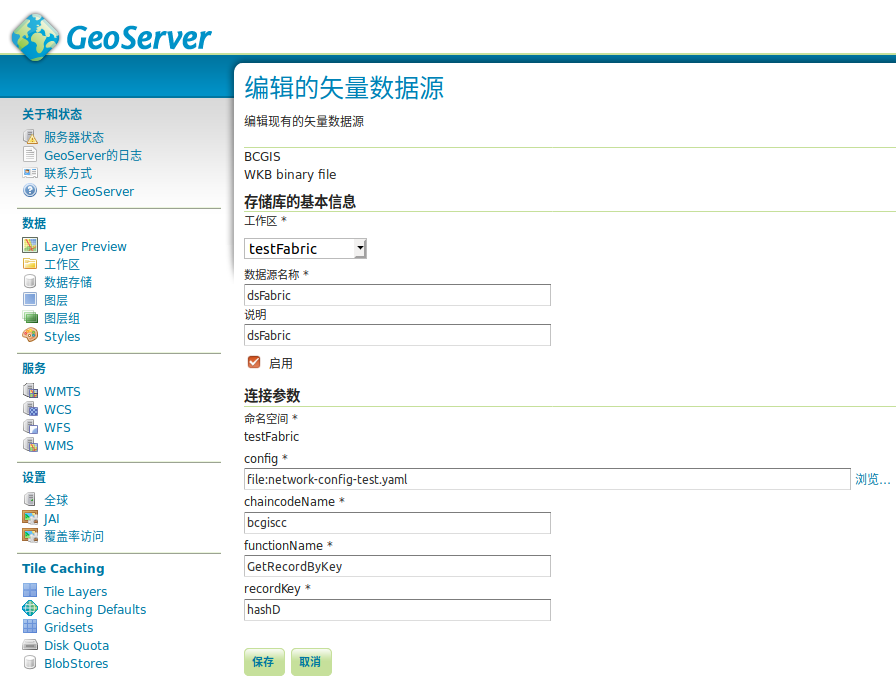 GeoServer
关于和状态
服务器状态
GeoServer的日志
联系方式
关于 GeoServer
数据
Layer Preview
工作区
数据存储
图层
图层组
Styles
服务
WMTS
WCS
WFS
WMS
设置
全球
JAI
覆盖率访问
Tile Caching
Tile Layers
Caching Defaults
Gridsets
Disk Quota
BlobStores
编辑的矢量数据源
编辑现有的矢量数据源
BCGIS
WKB binary file
存储库的基本信息
工作区 *
testFabric
数据源名称 *
dsFabric
说明
dsFabric
启用
连接参数
命名空间 *
testFabric
config *
file:network-config-test.yaml 浏览...
chaincodeName *
bcgiscc
functionName *
GetRecordByKey
recordKey *
hashD
保存 取消